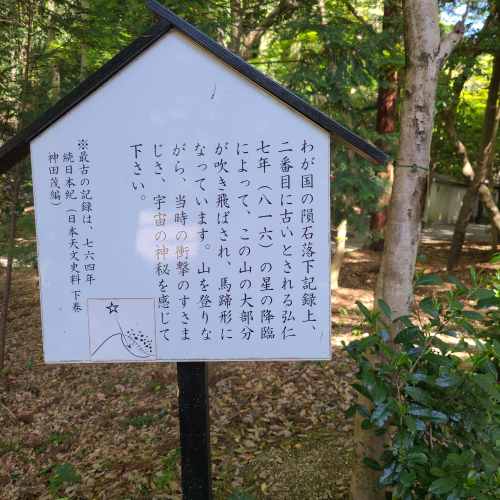 わが国の隕石落下記録上、
二番目に古いとされる弘仁
七年（八一六）の星の降臨
によって、この山の大部分
が吹き飛ばされ、馬蹄形に
なっています。山を登りな
がら、当時の衝撃のすさま
じさ、宇宙の神秘を感じて
下さい。
※最古の記録は、七六四年
続日本紀（日本天文史料 下巻
神田茂編）